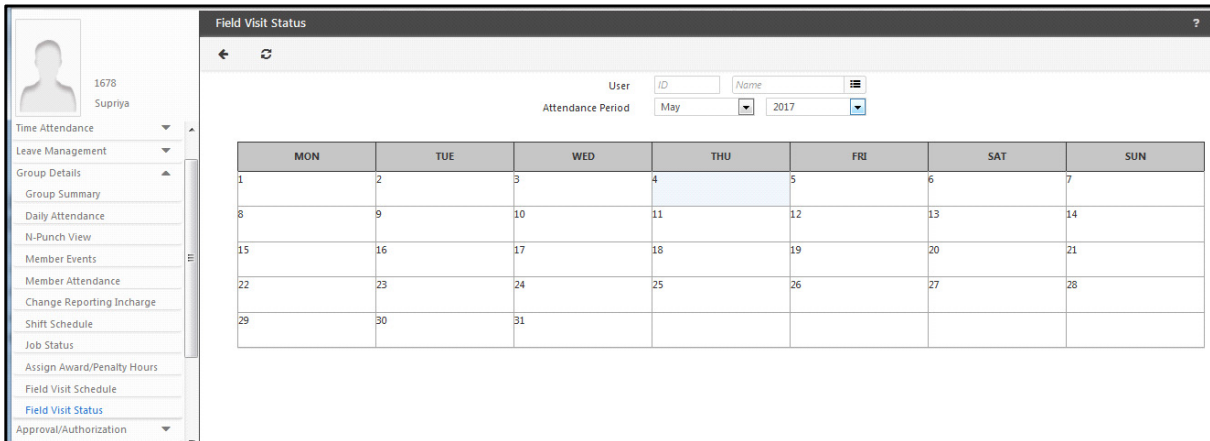 Field Visit Status ?
1678
Supriya
Time Attendance
Leave Management
Group Details
Group Summary
Daily Attendance
N-Punch View
Member Events
Member Attendance
Change Reporting Incharge
Shift Schedule
Job Status
Assign Award/Penalty Hours
Field Visit Schedule
Field Visit Status
Approval/Authorization
User ID Name
Attendance Period May 2017
MON TUE WED THU FRI SAT SUN
1 2 3 4 5 6 7
8 9 10 11 12 13 14
15 16 17 18 19 20 21
22 23 24 25 26 27 28
29 30 31